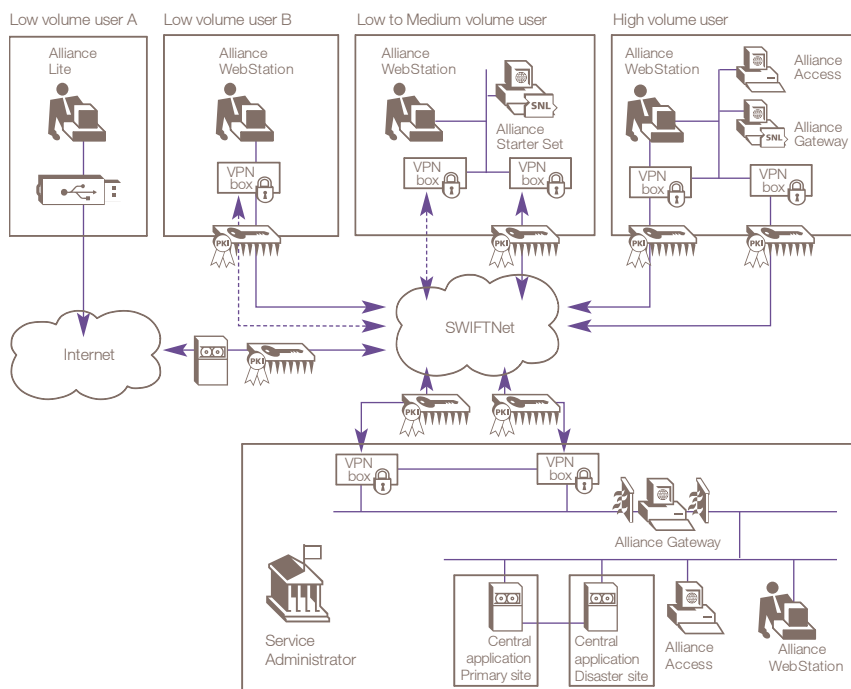 Low volume user A
Low volume user B
Low to Medium volume user
High volume user
Alliance
Lite
Alliance
WebStation
Alliance
WebStation
SNL
Alliance
Starter Set
Alliance
WebStation
Alliance
Access
Alliance
Gateway
SNL
VPN
box
VPN
box
VPN
box
VPN
box
VPN
box
PKI
PKI
PKI
PKI
Internet
PKI
SWIFTNet
PKI
PKI
VPN
box
VPN
box
Alliance Gateway
Service
Administrator
Central
application
Primary site
Central
application
Disaster site
Alliance
Access
Alliance
WebStation